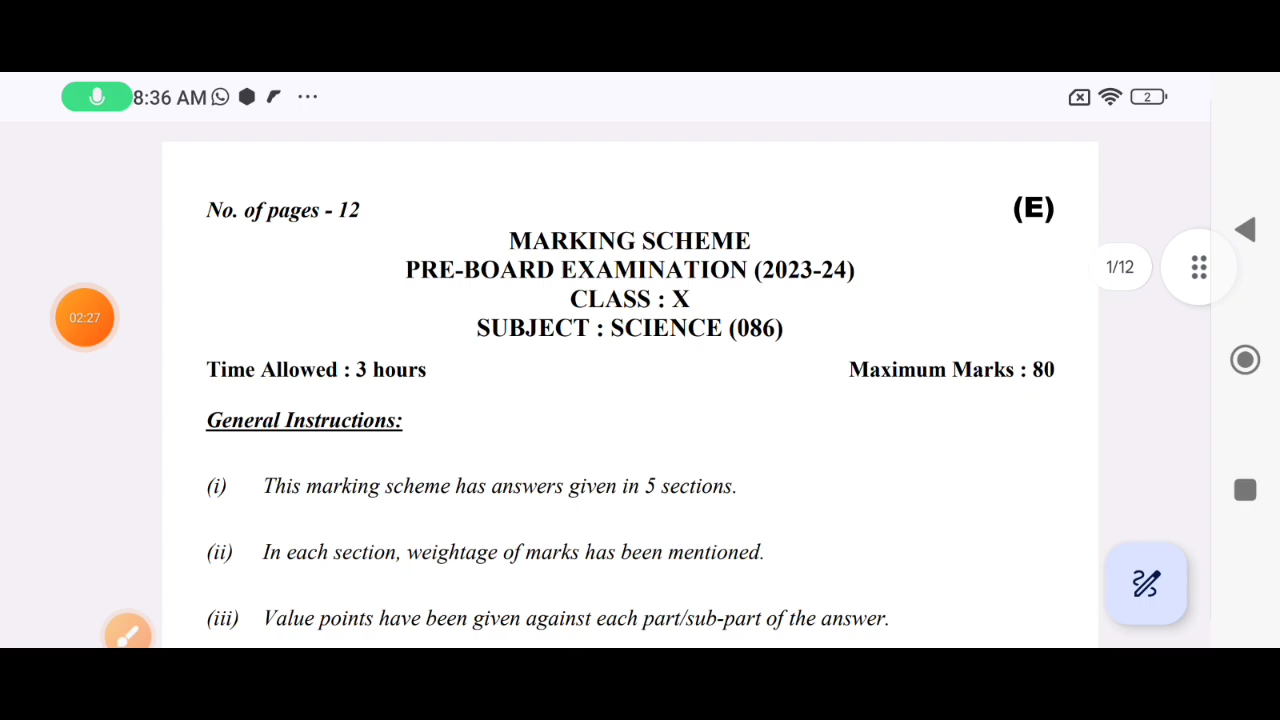 8:36 AM ...
2
No. of pages - 12
(E)
MARKING SCHEME
PRE-BOARD EXAMINATION (2023-24)
1/12
CLASS : X
02:27
SUBJECT : SCIENCE (086)
Time Allowed : 3 hours
Maximum Marks : 80
General Instructions:
(i) This marking scheme has answers given in 5 sections.
(ii) In each section, weightage of marks has been mentioned.
(iii) Value points have been given against each part/sub-part of the answer.